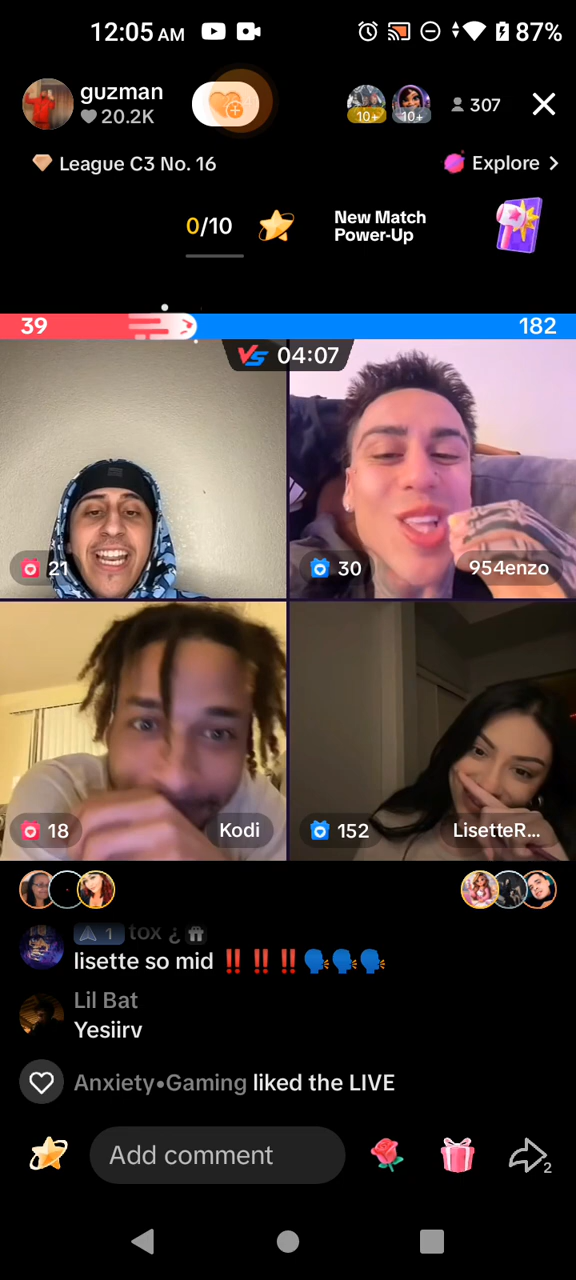 12:05 AM
87%
guzman
20.2K
10+
10+
307
League C3 No. 16
Explore >
0/10
New Match
Power-Up
39
182
VS 04:07
21
30
954enzo
18
Kodi
152
LisetteR...
1 tox ¿
lisette so mid ‼️ ‼️ ‼️
Lil Bat
Yesiirv
Anxiety•Gaming liked the LIVE
Add comment
2